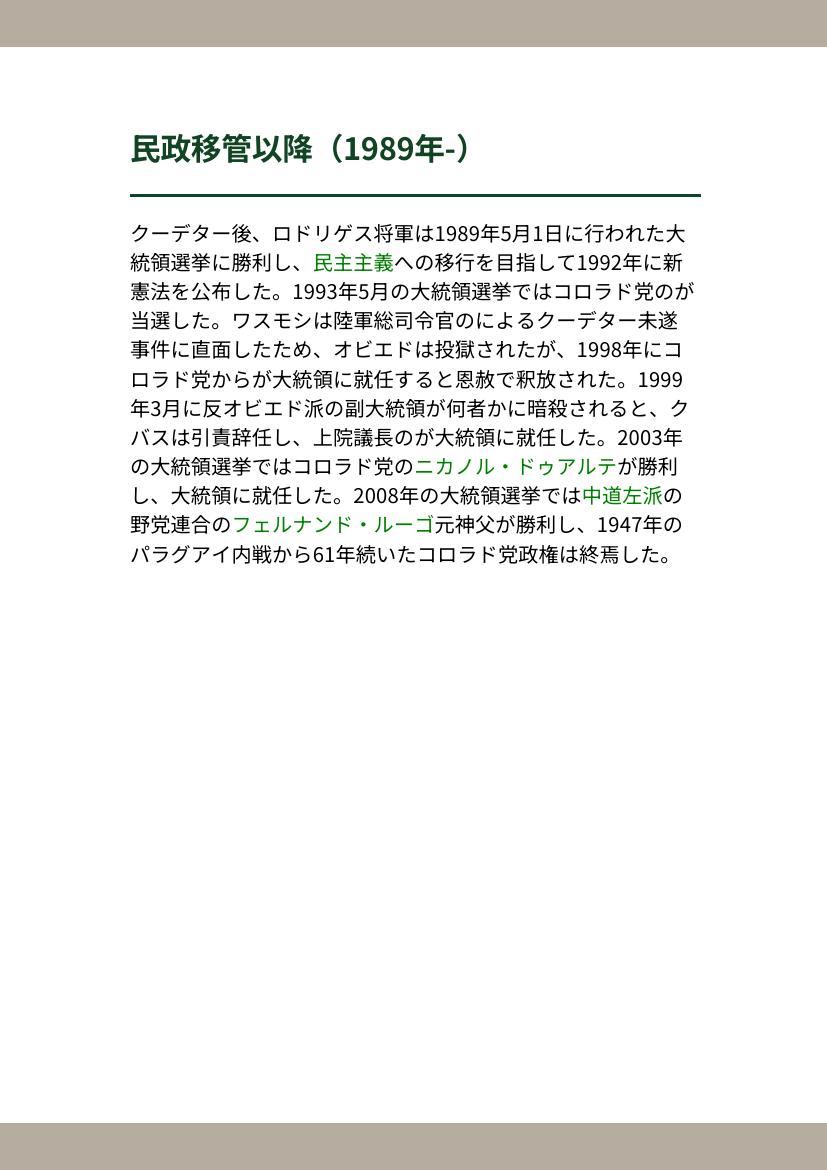 民政移管以降（1989年-）
クーデター後、ロドリゲス将軍は1989年5月1日に行われた大
統領選挙に勝利し、民主主義への移行を目指して1992年に新
憲法を公布した。1993年5月の大統領選挙ではコロラド党のが
当選した。ワスモシは陸軍総司令官のによるクーデター未遂
事件に直面したため、オビエドは投獄されたが、1998年にコ
ロラド党からが大統領に就任すると恩赦で釈放された。1999
年3月に反オビエド派の副大統領が何者かに暗殺されると、ク
バスは引責辞任し、上院議長のが大統領に就任した。2003年
の大統領選挙ではコロラド党のニカノル・ドゥアルテが勝利
し、大統領に就任した。2008年の大統領選挙では中道左派の
野党連合のフェルナンド・ルーゴ元神父が勝利し、1947年の
パラグアイ内戦から61年続いたコロラド党政権は終焉した。